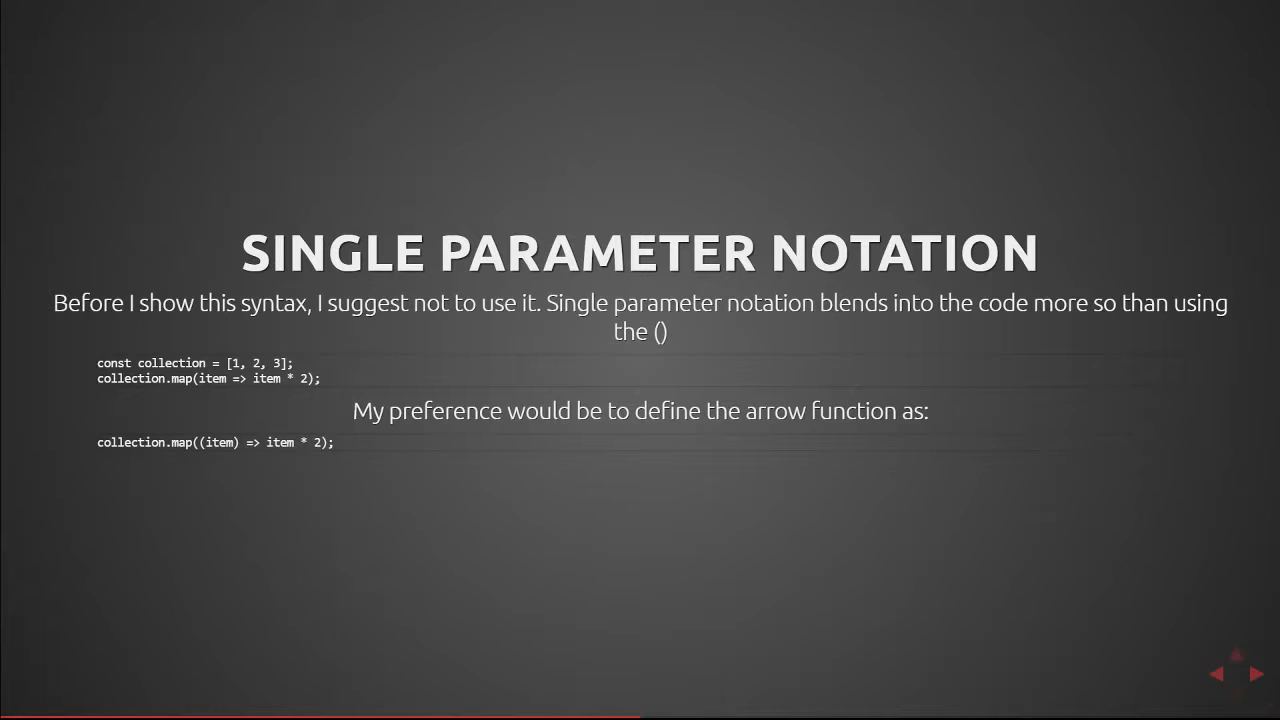 SINGLE PARAMETER NOTATION
Before I show this syntax, I suggest not to use it. Single parameter notation blends into the code more so than using
the ()
const collection = [1, 2, 3];
collection.map(item => item * 2);
My preference would be to define the arrow function as:
collection.map((item) => item * 2);